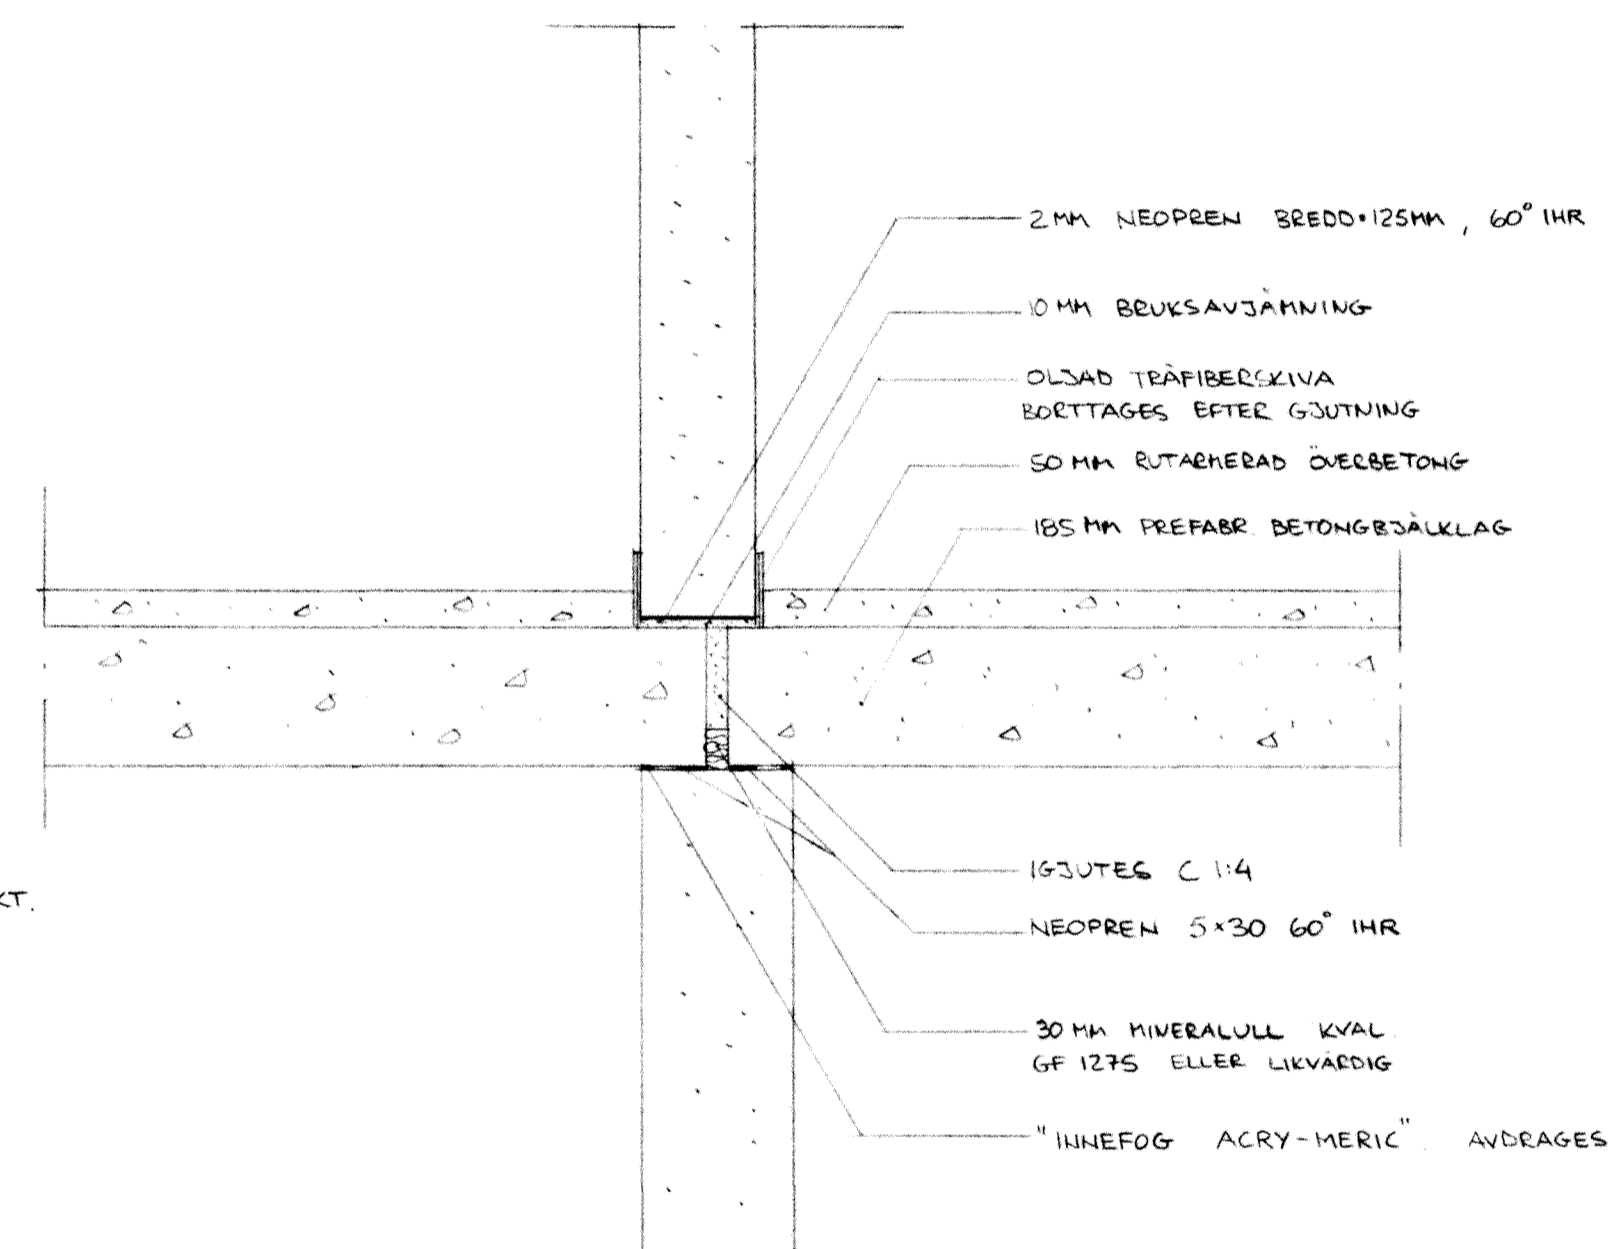 2 MM NEOPREN BREDD•125MM, 60° IHR
10 MM BRUKSAVJÄMNING
OLJAD TRÄFIBERSKIVA
BORTTAGES EFTER GJUTNING
50 MM RUTARMERAD ÖVERBETONG
185 MM PREFABR. BETONGBJÄLKLAG
IGJUTES C 1:4
KT.
NEOPREN 5×30 60° IHR
30 MM MINERALULL KVAL.
GF 1275 ELLER LIKVÄRDIG
"INNEFOG ACRY-MERIC". AVDRAGES